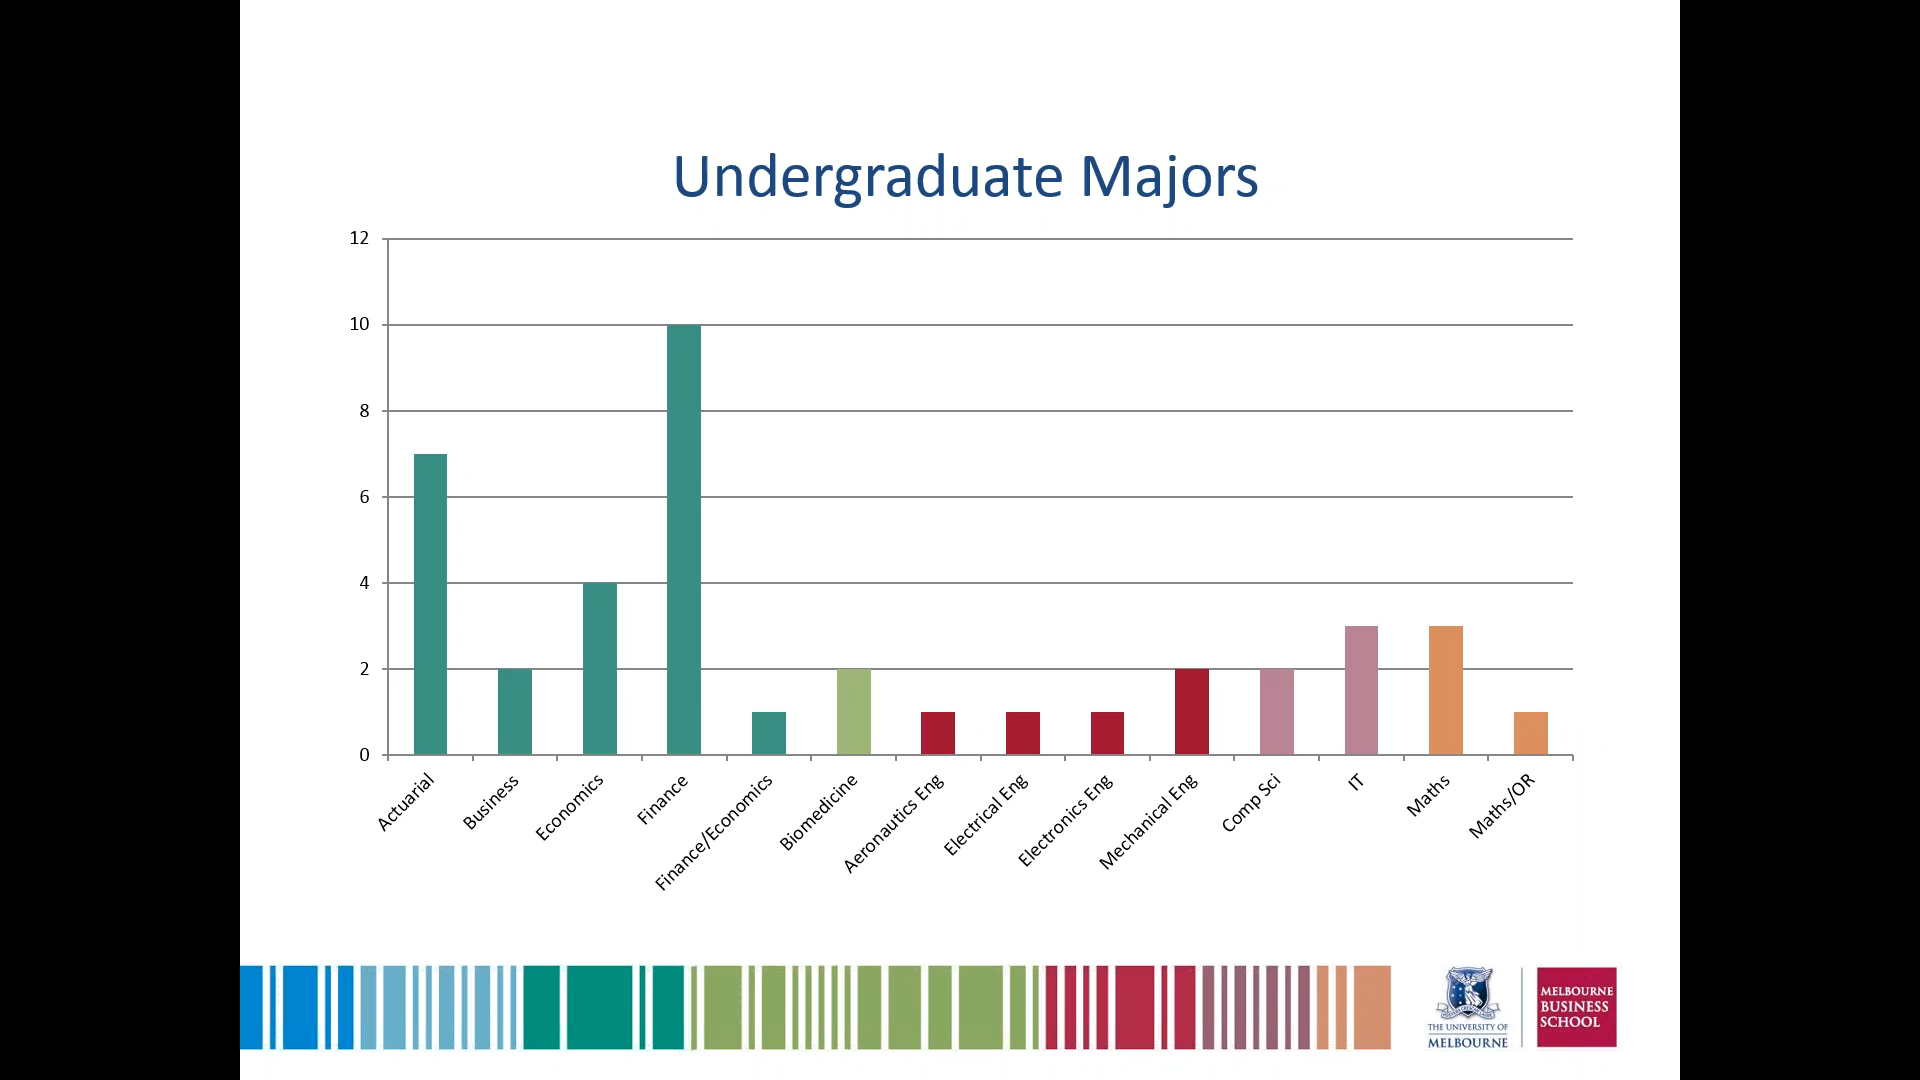 Undergraduate Majors
12
10
8
6
4
2
0
Actuarial
Business
Economics
Finance
Finance/Economics
Biomedicine
Aeronautics Eng
Electrical Eng
Electronics Eng
Mechanical Eng
Comp Sci
IT
Maths
Maths/OR
THE UNIVERSITY OF
MELBOURNE
MELBOURNE
BUSINESS
SCHOOL